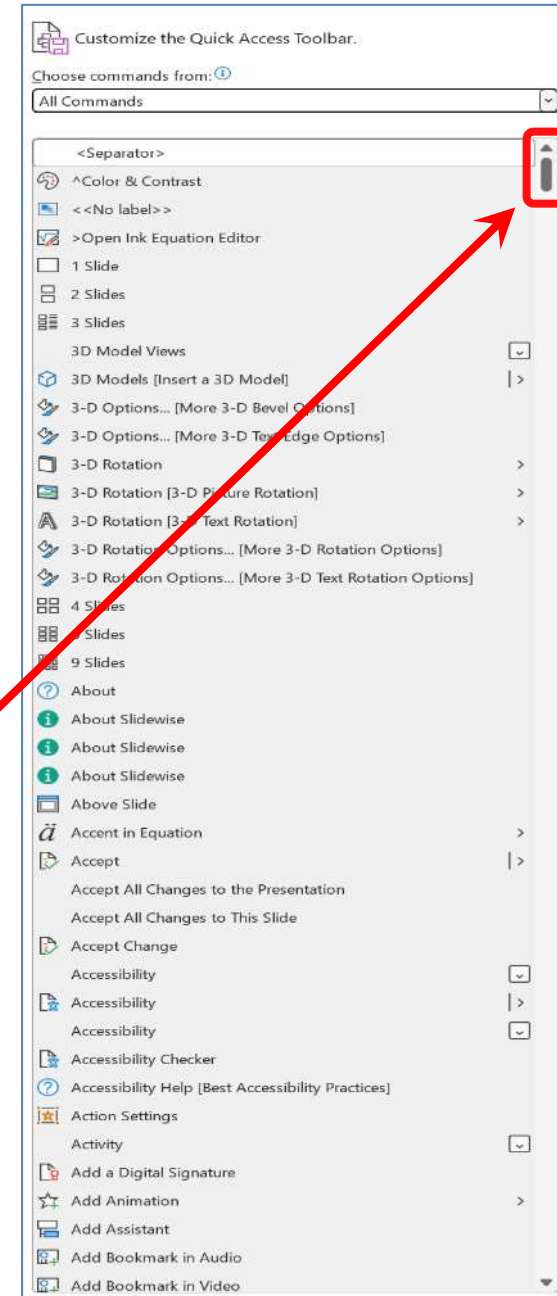 Customize the Quick Access Toolbar.
Choose commands from:
All Commands
<Separator>
^Color & Contrast
<<No label>>
>Open Ink Equation Editor
1 Slide
2 Slides
3 Slides
3D Model Views
3D Models [Insert a 3D Model]
3-D Options... [More 3-D Bevel Options]
3-D Options... [More 3-D Text Edge Options]
3-D Rotation
3-D Rotation [3-D Picture Rotation]
3-D Rotation [3-D Text Rotation]
3-D Rotation Options... [More 3-D Rotation Options]
3-D Rotation Options... [More 3-D Text Rotation Options]
4 Slides
Slides
9 Slides
About
About Slidewise
About Slidewise
About Slidewise
Above Slide
Accent in Equation
Accept
Accept All Changes to the Presentation
Accept All Changes to This Slide
Accept Change
Accessibility
Accessibility
Accessibility
Accessibility Checker
Accessibility Help [Best Accessibility Practices]
Action Settings
Activity
Add a Digital Signature
Add Animation
Add Assistant
Add Bookmark in Audio
Add Bookmark in Video